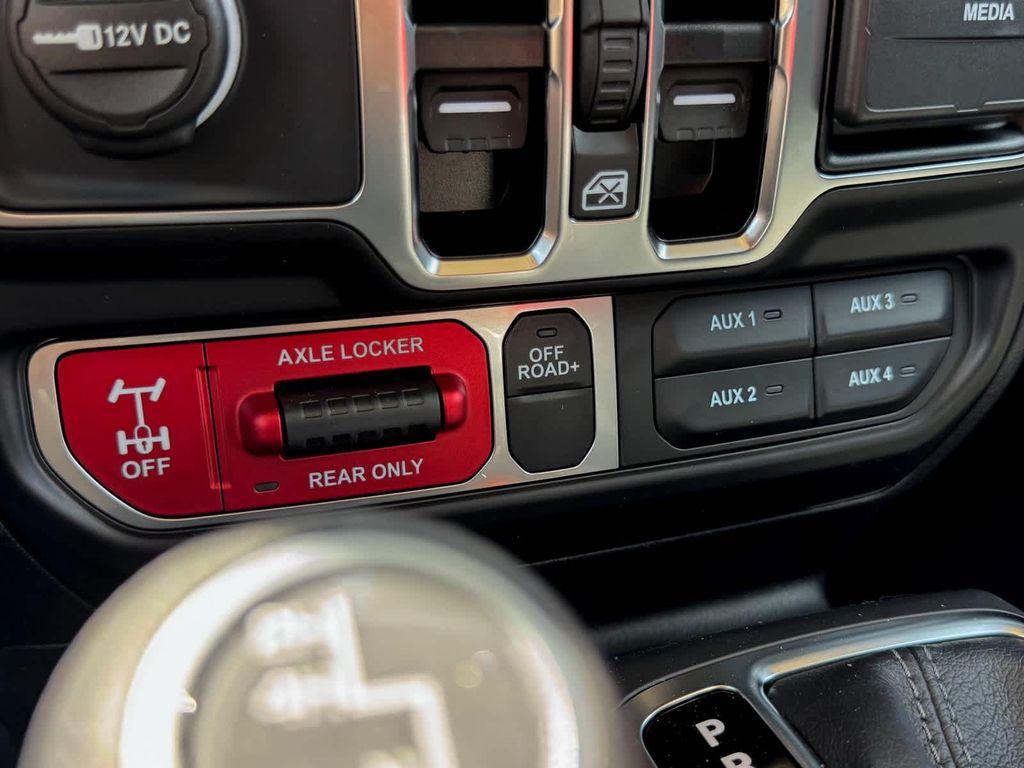 12V DC
MEDIA
AXLE LOCKER
OFF
REAR ONLY
OFF
ROAD+
AUX 1
AUX 2
AUX 3
AUX 4
P
R